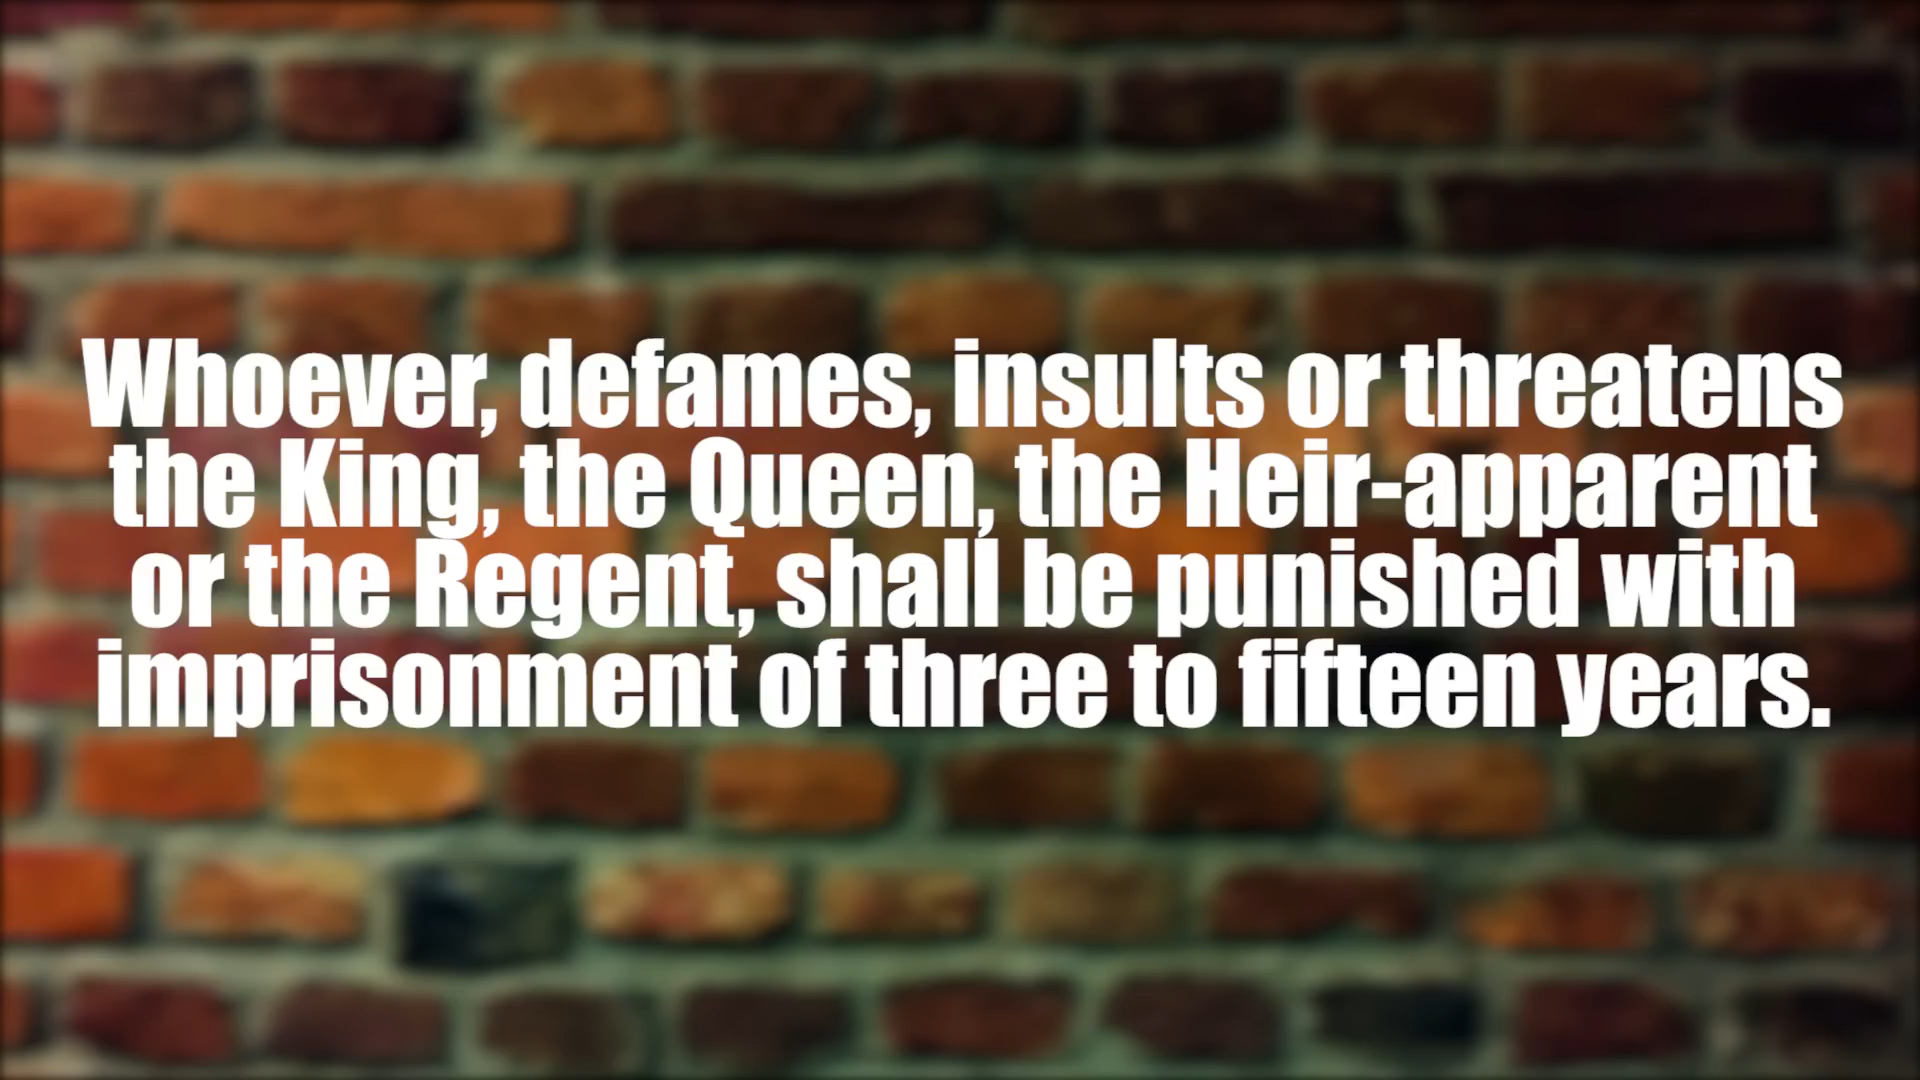 Whoever, defames, insults or threatens
the King, the Queen, the Heir-apparent
or the Regent, shall be punished with
imprisonment of three to fifteen years.